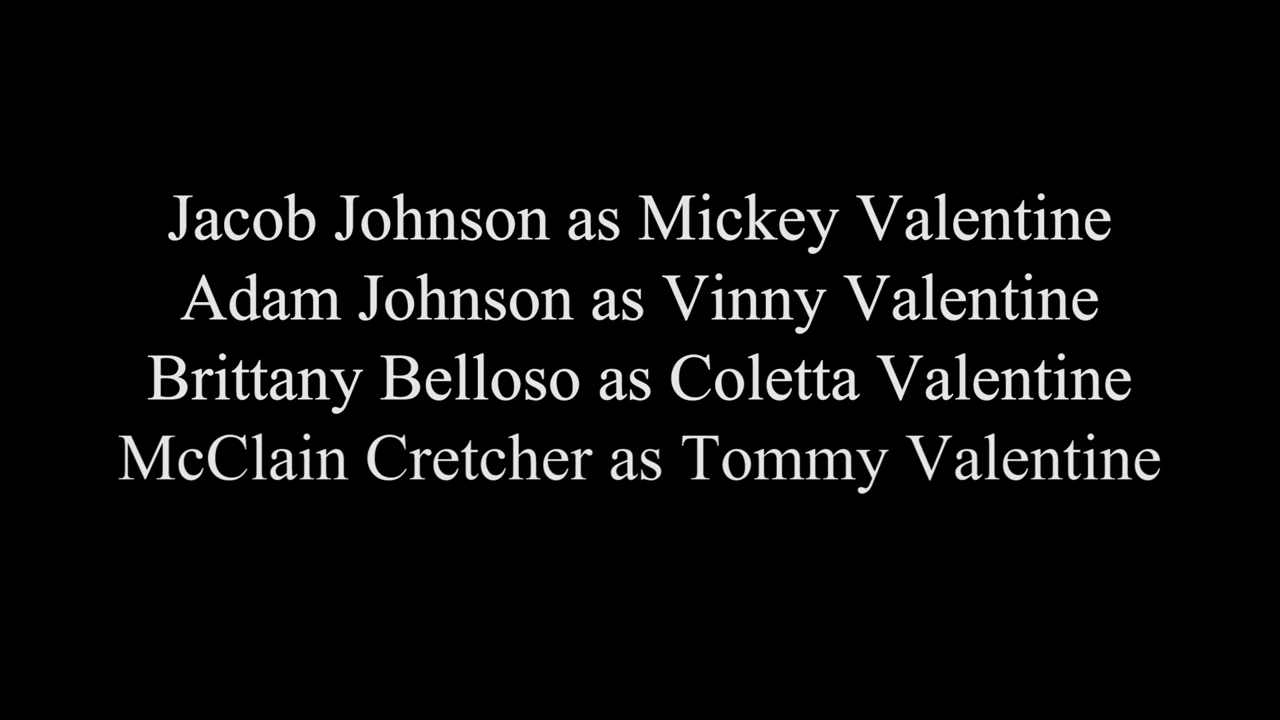 Jacob Johnson as Mickey Valentine
Adam Johnson as Vinny Valentine
Brittany Belloso as Coletta Valentine
McClain Cretcher as Tommy Valentine